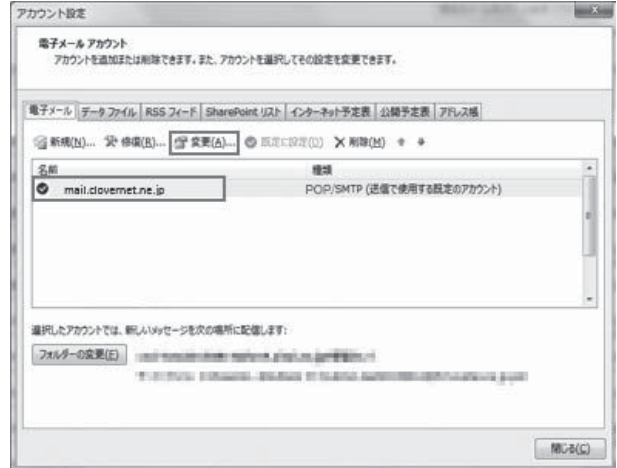 アカウント設定
電子メール アカウント
アカウントを追加または削除できます。また、アカウントを選択してその設定を変更できます。
電子メール データ ファイル RSS フィード SharePoint リスト インターネット予定表 公開予定表 アドレス帳
新規(N)... 修復(R)... 変更(A)... 既定に設定(D) 削除(M)
名前 種類
mail.clovernet.ne.jp POP/SMTP (送信で使用する既定のアカウント)
選択したアカウントでは、新しいメッセージを次の場所に配信します:
フォルダーの変更(F)
閉じる(C)